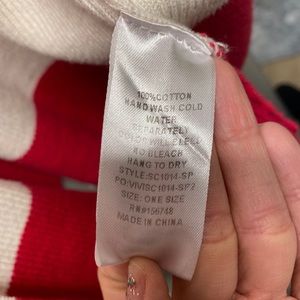 100%COTTON
HAND WASH COLD
WATER
SEPARATELY
COLOR WILL BLEED
NO BLEACH
HANG TO DRY
STYLE:SC1014-SP
PO:VIVISC1014-SP2
SIZE: ONE SIZE
RN#156748
MADE IN CHINA